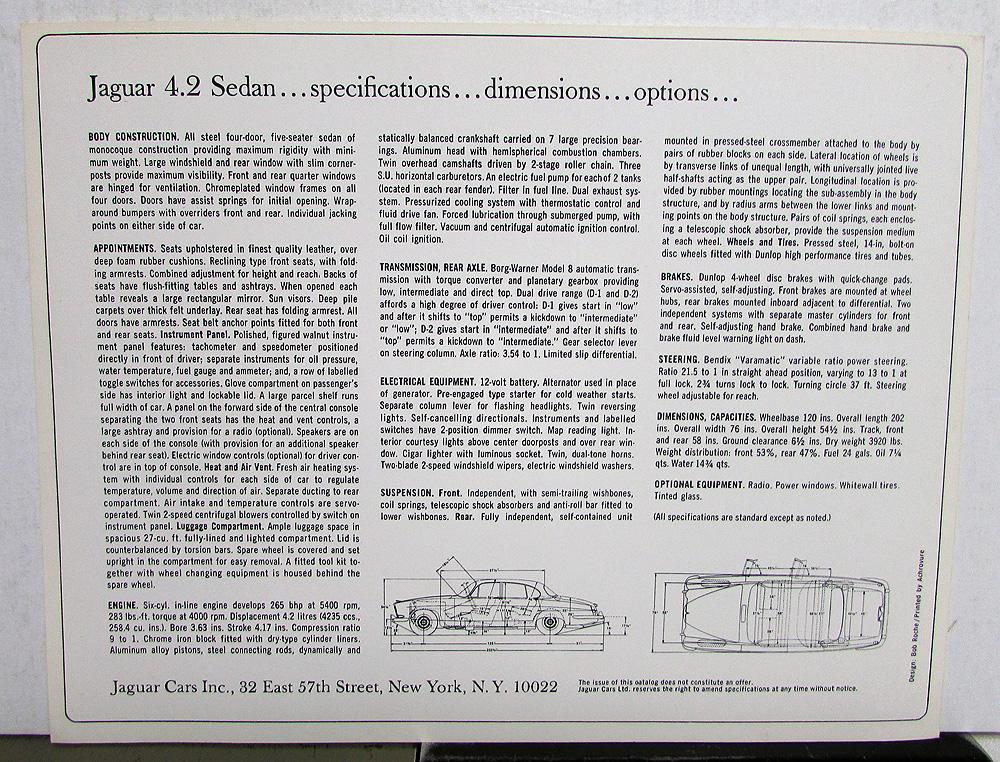 Jaguar 4.2 Sedan...specifications...dimensions...options...
BODY CONSTRUCTION. All steel four-door, five-seater sedan of
monocoque construction providing maximum rigidity with mini-
mum weight. Large windshield and rear window with slim corner-
posts provide maximum visibility. Front and rear quarter windows
are hinged for ventilation. Chromeplated window frames on all
four doors. Doors have assist springs for initial opening. Wrap-
around bumpers with overriders front and rear. Individual jacking
points on either side of car.
APPOINTMENTS. Seats upholstered in finest quality leather, over
deep foam rubber cushions. Reclining type front seats, with fold-
ing armrests. Combined adjustment for height and reach. Backs of
seats have flush-fitting tables and ashtrays. When opened each
table reveals a large rectangular mirror. Sun visors. Deep pile
carpets over thick felt underlay. Rear seat has folding armrest. All
doors have armrests. Seat belt anchor points fitted for both front
and rear seats. Instrument Panel. Polished, figured walnut instru-
ment panel features: tachometer and speedometer positioned
directly in front of driver; separate instruments for oil pressure,
water temperature, fuel gauge and ammeter; and, a row of labelled
toggle switches for accessories. Glove compartment on passenger's
side has interior light and lockable lid. A large parcel shelf runs
full width of car. A panel on the forward side of the central console
separating the two front seats has the heat and vent controls, a
large ashtray and provision for a radio (optional). Speakers are on
each side of the console (with provision for an additional speaker
behind rear seat). Electric window controls (optional) for driver con-
trol are in top of console. Heat and Air Vent. Fresh air heating sys-
tem with individual controls for each side of car to regulate
temperature, volume and direction of air. Separate ducting to rear
compartment. Air intake and temperature controls are servo-
operated. Twin 2-speed centrifugal blowers controlled by switch on
instrument panel. Luggage Compartment. Ample luggage space in
spacious 27-cu. ft. fully-lined and lighted compartment. Lid is
counterbalanced by torsion bars. Spare wheel is covered and set
upright in the compartment for easy removal. A fitted tool kit to-
gether with wheel changing equipment is housed behind the
spare wheel.
ENGINE. Six-cyl. in-line engine develops 265 bhp at 5400 rpm,
283 lbs.-ft. torque at 4000 rpm. Displacement 4.2 litres (4235 ccs.,
258.4 cu. ins.). Bore 3.63 ins. Stroke 4.17 ins. Compression ratio
9 to 1. Chrome iron block fitted with dry-type cylinder liners.
Aluminum alloy pistons, steel connecting rods, dynamically and
statically balanced crankshaft carried on 7 large precision bear-
ings. Aluminum head with hemispherical combustion chambers.
Twin overhead camshafts driven by 2-stage roller chain. Three
S.U. horizontal carburetors. An electric fuel pump for each of 2 tanks
(located in each rear fender). Filter in fuel line. Dual exhaust sys-
tem. Pressurized cooling system with thermostatic control and
fluid drive fan. Forced lubrication through submerged pump, with
full flow filter. Vacuum and centrifugal automatic ignition control.
Oil coil ignition.
TRANSMISSION, REAR AXLE. Borg-Warner Model 8 automatic trans-
mission with torque converter and planetary gearbox providing
low, intermediate and direct top. Dual drive range (D-1 and D-2)
affords a high degree of driver control: D-1 gives start in "low"
and after it shifts to "top" permits a kickdown to "intermediate"
or "low"; D-2 gives start in "intermediate" and after it shifts to
"top" permits a kickdown to "intermediate." Gear selector lever
on steering column. Axle ratio: 3.54 to 1. Limited slip differential.
ELECTRICAL EQUIPMENT. 12-volt battery. Alternator used in place
of generator. Pre-engaged type starter for cold weather starts.
Separate column lever for flashing headlights. Twin reversing
lights. Self-cancelling directionals. Instruments and labelled
switches have 2-position dimmer switch. Map reading light. In-
terior courtesy lights above center doorposts and over rear win-
dow. Cigar lighter with luminous socket. Twin, dual-tone horns.
Two-blade 2-speed windshield wipers, electric windshield washers.
SUSPENSION. Front. Independent, with semi-trailing wishbones,
coil springs, telescopic shock absorbers and anti-roll bar fitted to
lower wishbones. Rear. Fully independent, self-contained unit
mounted in pressed-steel crossmember attached to the body by
pairs of rubber blocks on each side. Lateral location of wheels is
by transverse links of unequal length, with universally jointed live
half-shafts acting as the upper pair. Longitudinal location is pro-
vided by rubber mountings locating the sub-assembly in the body
structure, and by radius arms between the lower links and mount-
ing points on the body structure. Pairs of coil springs, each enclos-
ing a telescopic shock absorber, provide the suspension medium
at each wheel. Wheels and Tires. Pressed steel, 14-in, bolt-on
disc wheels fitted with Dunlop high performance tires and tubes.
BRAKES. Dunlop 4-wheel disc brakes with quick-change pads.
Servo-assisted, self-adjusting. Front brakes are mounted at wheel
hubs, rear brakes mounted inboard adjacent to differential. Two
independent systems with separate master cylinders for front
and rear. Self-adjusting hand brake. Combined hand brake and
brake fluid level warning light on dash.
STEERING. Bendix "Varamatic" variable ratio power steering.
Ratio 21.5 to 1 in straight ahead position, varying to 13 to 1 at
full lock, 2¾ turns lock to lock. Turning circle 37 ft. Steering
wheel adjustable for reach.
DIMENSIONS, CAPACITIES. Wheelbase 120 ins. Overall length 202
ins. Overall width 76 ins. Overall height 54½ ins. Track, front
and rear 58 ins. Ground clearance 6½ ins. Dry weight 3920 lbs.
Weight distribution: front 53%, rear 47%. Fuel 24 gals. Oil 7¼
qts. Water 14¾ qts.
OPTIONAL EQUIPMENT. Radio. Power windows. Whitewall tires.
Tinted glass.
(All specifications are standard except as noted.)
Design: Bob Roche/Printed by Achrovure
Jaguar Cars Inc., 32 East 57th Street, New York, N. Y. 10022
The issue of this catalog does not constitute an offer.
Jaguar Cars Ltd. reserves the right to amend specifications at any time without notice.